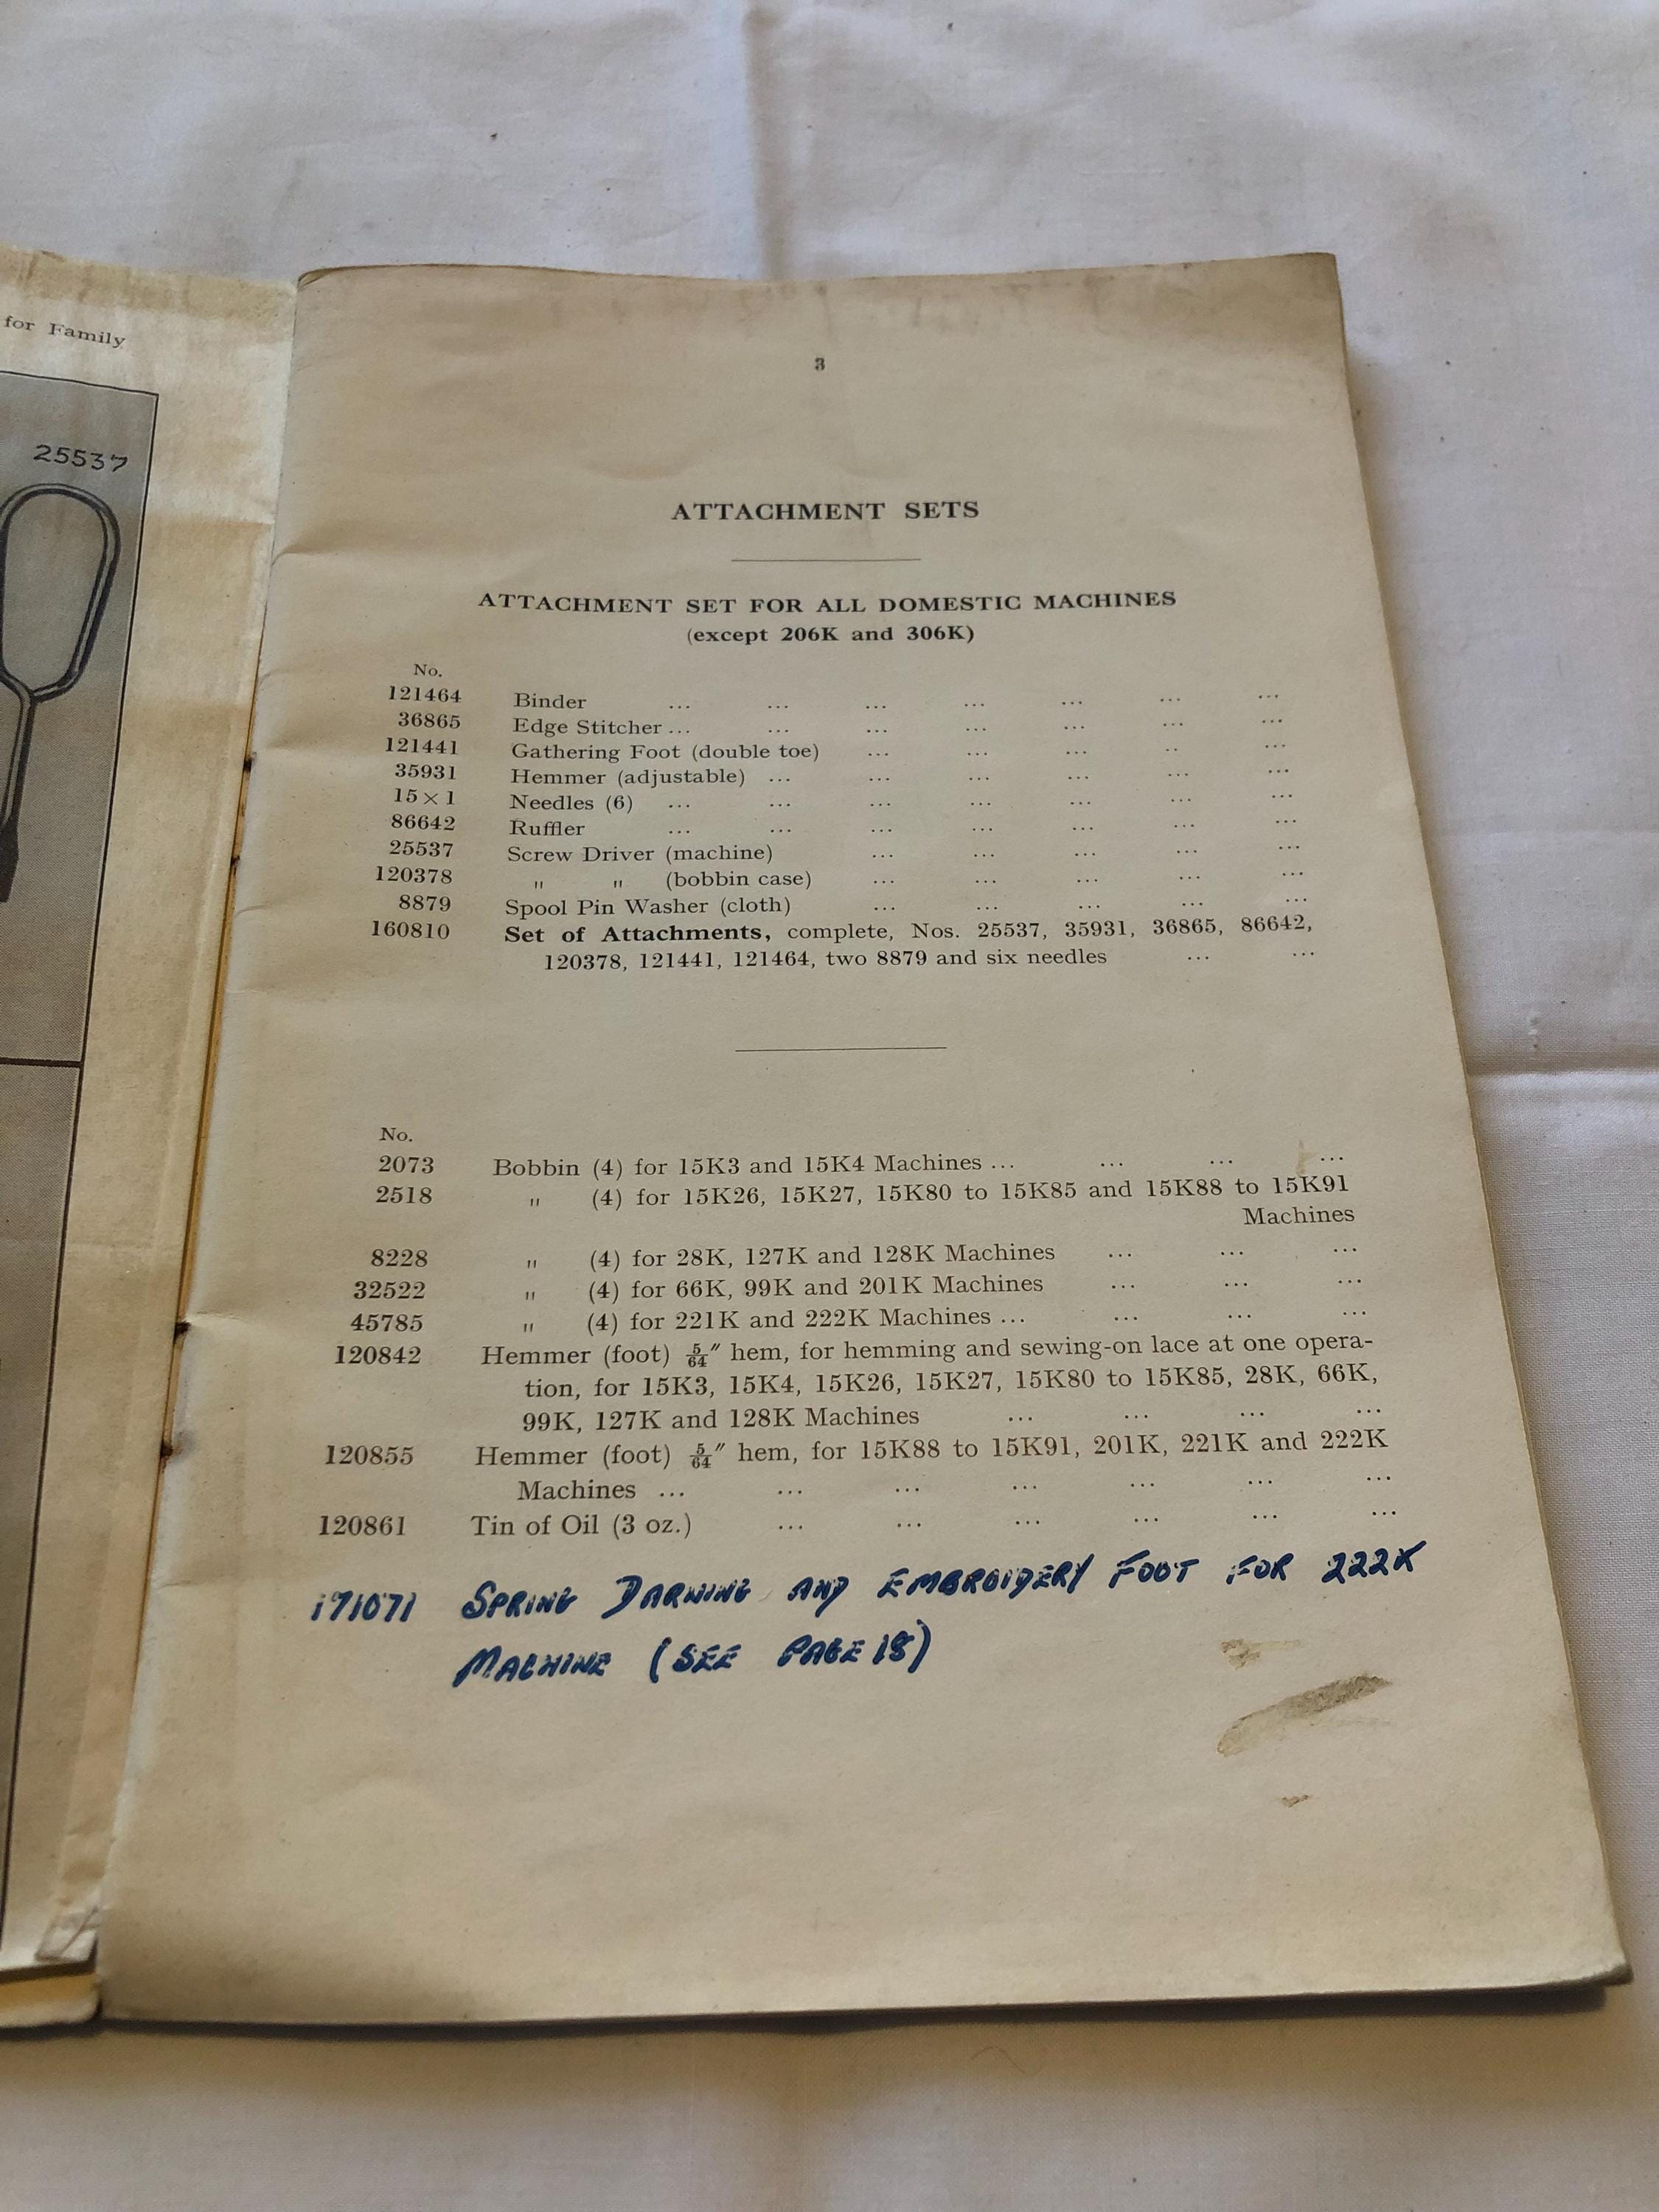 for Family
25537
3
ATTACHMENT SETS
ATTACHMENT SET FOR ALL DOMESTIC MACHINES
(except 206K and 306K)
No.
121464 Binder ... ... ... ... ... ... ...
36865 Edge Stitcher ... ... ... ... ... ... ...
121441 Gathering Foot (double toe) ... ... ... .. ...
35931 Hemmer (adjustable) ... ... ... ... ... ...
15 × 1 Needles (6) ... ... ... ... ... ... ...
86642 Ruffler ... ... ... ... ... ... ...
25537 Screw Driver (machine) ... ... ... ... ...
120378 " " (bobbin case) ... ... ... ... ...
8879 Spool Pin Washer (cloth) ... ... ... ... ...
160810 Set of Attachments, complete, Nos. 25537, 35931, 36865, 86642,
120378, 121441, 121464, two 8879 and six needles ... ...
No.
2073 Bobbin (4) for 15K3 and 15K4 Machines ... ... ... ...
2518 " (4) for 15K26, 15K27, 15K80 to 15K85 and 15K88 to 15K91
Machines
8228 " (4) for 28K, 127K and 128K Machines ... ... ...
32522 " (4) for 66K, 99K and 201K Machines ... ... ...
45785 " (4) for 221K and 222K Machines ... ... ... ...
120842 Hemmer (foot) 5/64″ hem, for hemming and sewing-on lace at one opera-
tion, for 15K3, 15K4, 15K26, 15K27, 15K80 to 15K85, 28K, 66K,
99K, 127K and 128K Machines ... ... ... ...
120855 Hemmer (foot) 5/64″ hem, for 15K88 to 15K91, 201K, 221K and 222K
Machines ... ... ... ... ... ... ...
120861 Tin of Oil (3 oz.) ... ... ... ... ... ...
171071 SPRING DARNING AND EMBROIDERY FOOT FOR 222K
MACHINE (SEE PAGE 18)